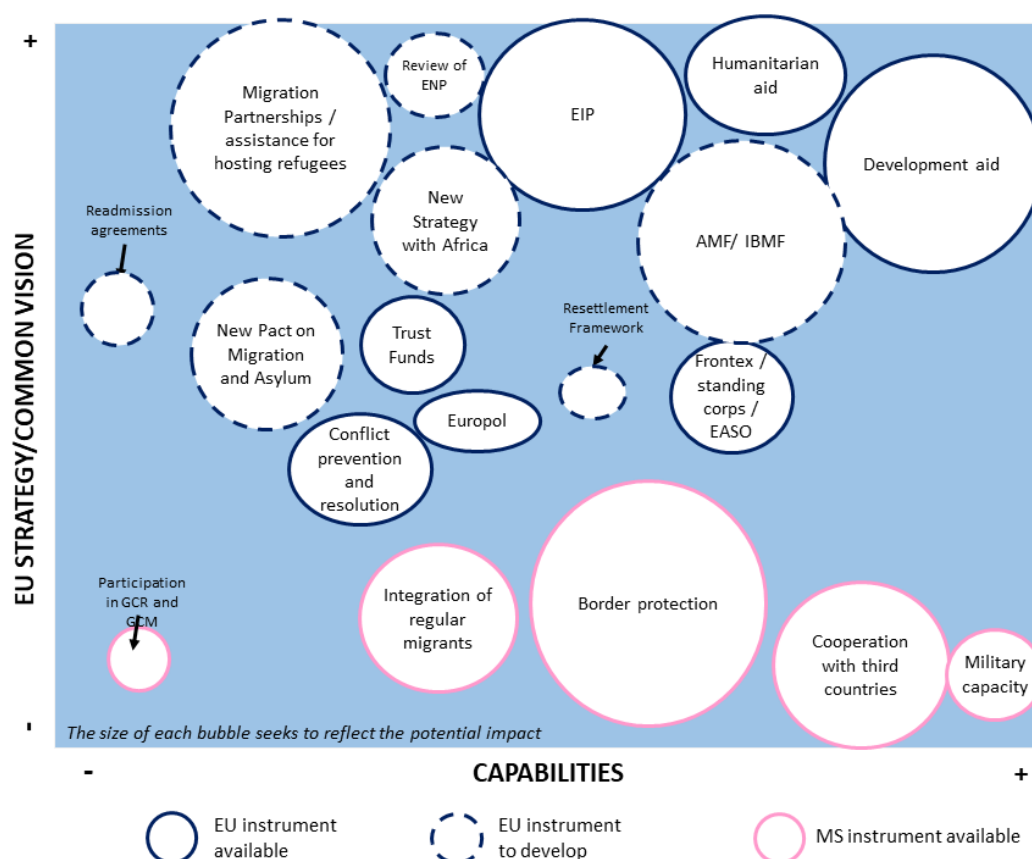 +
Migration
Partnerships /
assistance for
hosting refugees
Review of
ENP
EIP
Humanitarian
aid
Development aid
New
Strategy
with Africa
AMF/ IBMF
Readmission
agreements
New Pact on
Migration
and Asylum
Trust
Funds
Resettlement
Framework
Frontex /
standing
corps /
EASO
Europol
Conflict
prevention
and
resolution
EU STRATEGY/COMMON VISION
Participation
in GCR and
GCM
Integration of
regular
migrants
Border protection
Cooperation
with third
countries
Military
capacity
-
The size of each bubble seeks to reflect the potential impact
-
CAPABILITIES
+
EU instrument
available
EU instrument
to develop
MS instrument available